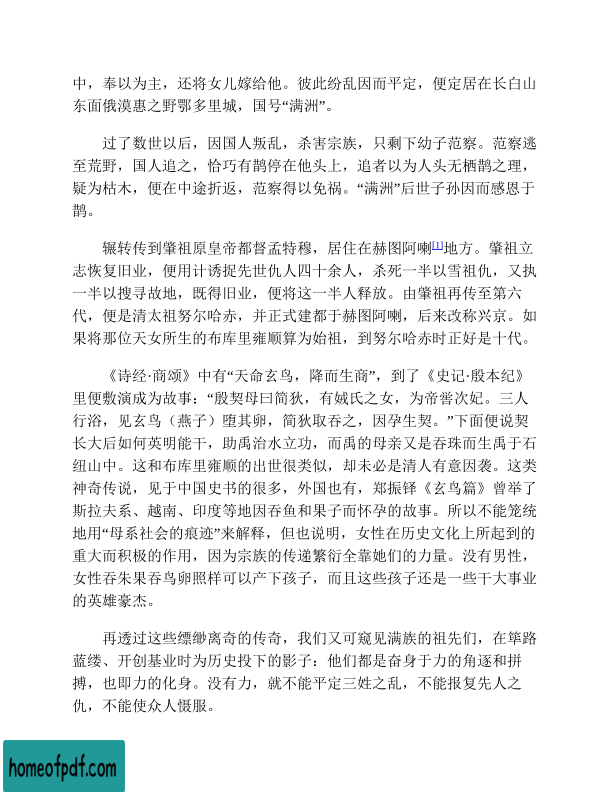 中，奉以为主，还将女儿嫁给他。彼此纷乱因而平定，便定居在长白山
东面俄漠惠之野鄂多里城，国号“满洲”。
过了数世以后，因国人叛乱，杀害宗族，只剩下幼子范察。范察逃
至荒野，国人追之，恰巧有鹊停在他头上，追者以为人头无栖鹊之理，
疑为枯木，便在中途折返，范察得以免祸。“满洲”后世子孙因而感恩于
鹊。
辗转传到肇祖原皇帝都督孟特穆，居住在赫图阿喇[1]地方。肇祖立
志恢复旧业，便用计诱捉先世仇人四十余人，杀死一半以雪祖仇，又执
一半以搜寻故地，既得旧业，便将这一半人释放。由肇祖再传至第六
代，便是清太祖努尔哈赤，并正式建都于赫图阿喇，后来改称兴京。如
果将那位天女所生的布库里雍顺算为始祖，到努尔哈赤时正好是十代。
《诗经·商颂》中有“天命玄鸟，降而生商”，到了《史记·殷本纪》
里便敷演成为故事：“殷契母曰简狄，有娀氏之女，为帝喾次妃。三人
行浴，见玄鸟（燕子）堕其卵，简狄取吞之，因孕生契。”下面便说契
长大后如何英明能干，助禹治水立功，而禹的母亲又是吞珠而生禹于石
纽山中。这和布库里雍顺的出世很类似，却未必是清人有意因袭。这类
神奇传说，见于中国史书的很多，外国也有，郑振铎《玄鸟篇》曾举了
斯拉夫系、越南、印度等地因吞鱼和果子而怀孕的故事。所以不能笼统
地用“母系社会的痕迹”来解释，但也说明，女性在历史文化上所起到的
重大而积极的作用，因为宗族的传递繁衍全靠她们的力量。没有男性，
女性吞朱果吞鸟卵照样可以产下孩子，而且这些孩子还是一些干大事业
的英雄豪杰。
再透过这些缥缈离奇的传奇，我们又可窥见满族的祖先们，在筚路
蓝缕、开创基业时为历史投下的影子：他们都是奋身于力的角逐和拼
搏，也即力的化身。没有力，就不能平定三姓之乱，不能报复先人之
仇，不能使众人慑服。
homeofpdf.com